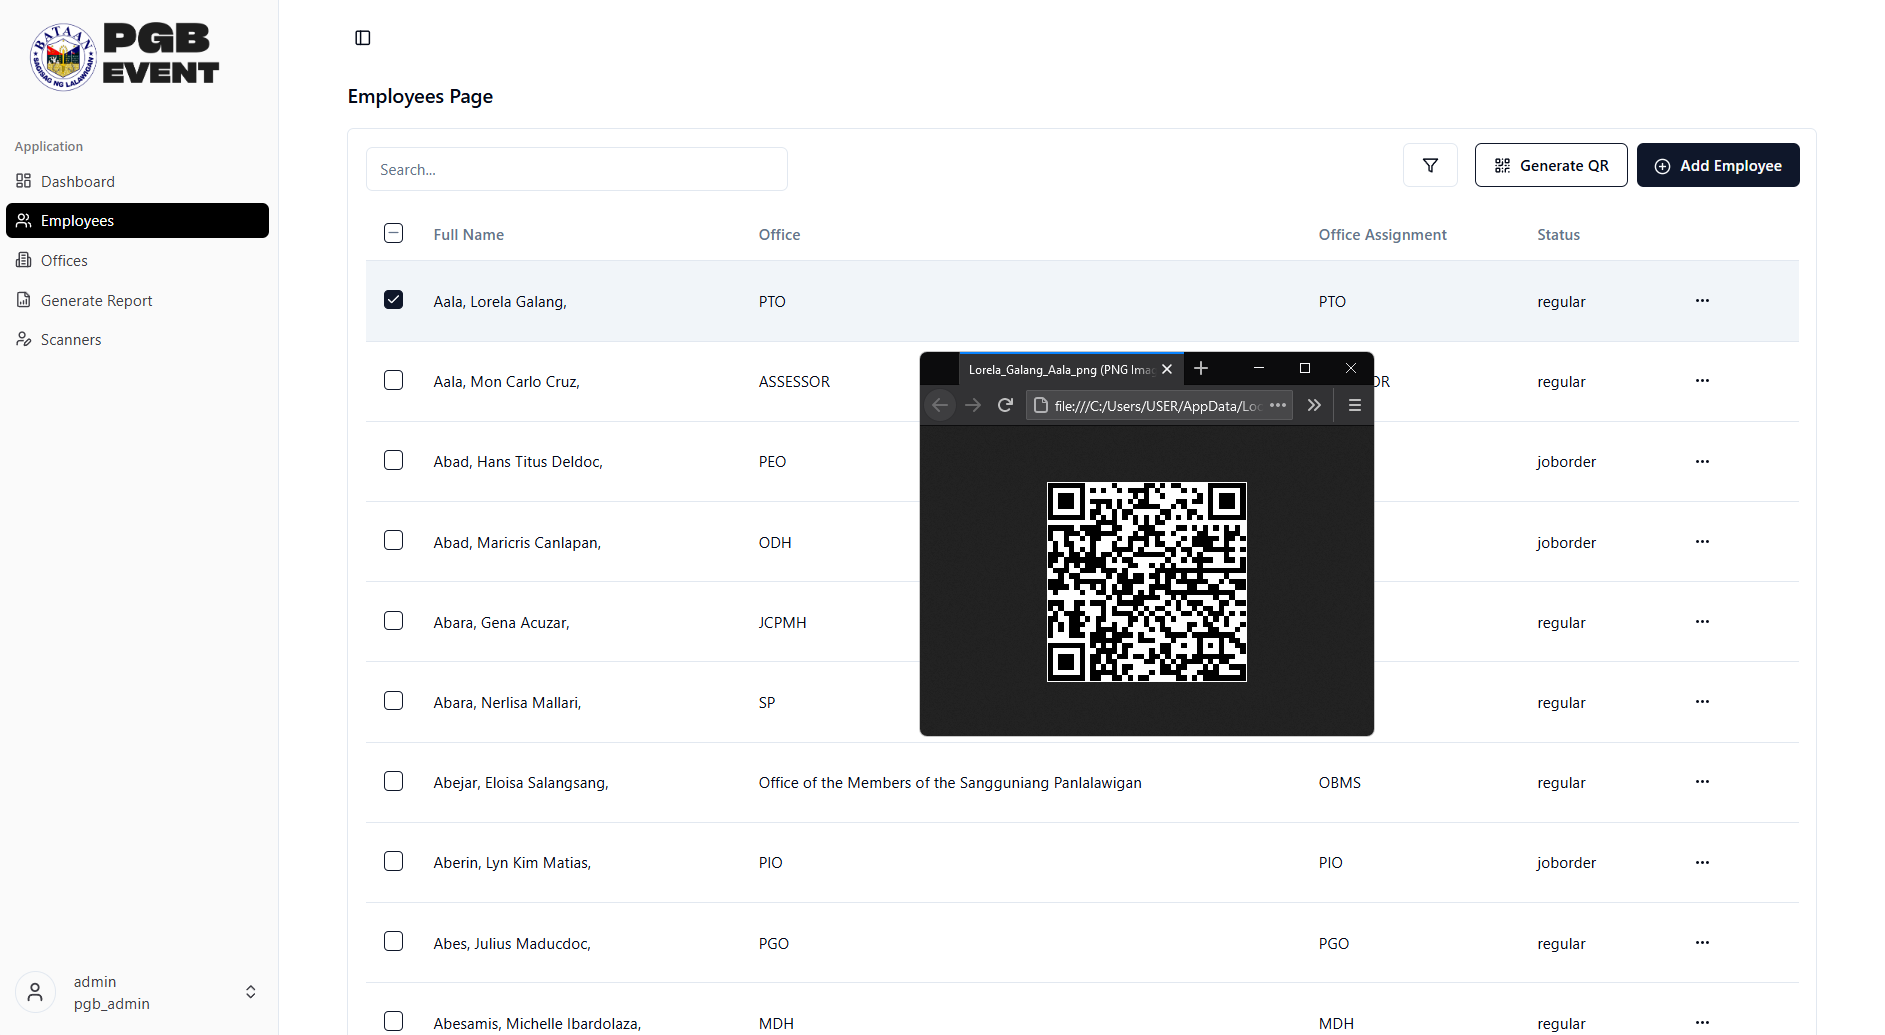 BATAAN
SAGISAG NG LALAWIGAN
PGB
EVENT
Application
Dashboard
Employees
Offices
Generate Report
Scanners
admin
pgb_admin
Employees Page
Search...
Generate QR
Add Employee
Full Name Office Office Assignment Status
Aala, Lorela Galang, PTO PTO regular
Aala, Mon Carlo Cruz, ASSESSOR OR regular
Abad, Hans Titus Deldoc, PEO joborder
Abad, Maricris Canlapan, ODH joborder
Abara, Gena Acuzar, JCPMH regular
Abara, Nerlisa Mallari, SP regular
Abejar, Eloisa Salangsang, Office of the Members of the Sangguniang Panlalawigan OBMS regular
Aberin, Lyn Kim Matias, PIO PIO joborder
Abes, Julius Maducdoc, PGO PGO regular
Abesamis, Michelle Ibardolaza, MDH MDH regular
Lorela_Galang_Aala_png (PNG Imag
file:///C:/Users/USER/AppData/Loc